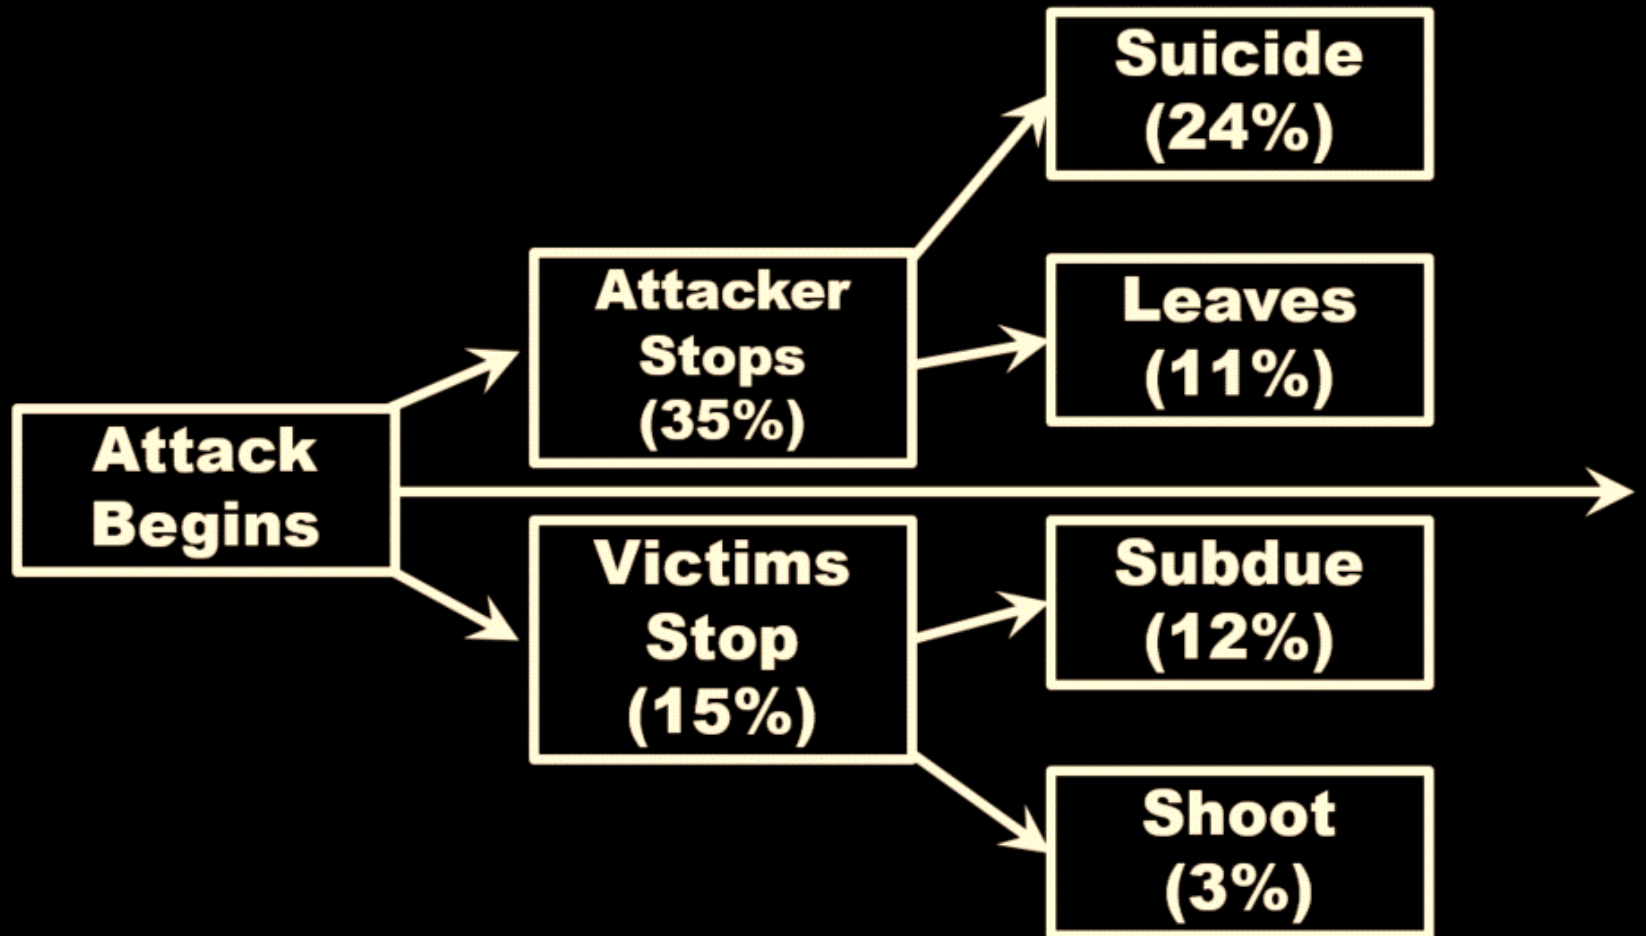 Attack
Begins
Attacker
Stops
(35%)
Suicide
(24%)
Leaves
(11%)
Victims
Stop
(15%)
Subdue
(12%)
Shoot
(3%)